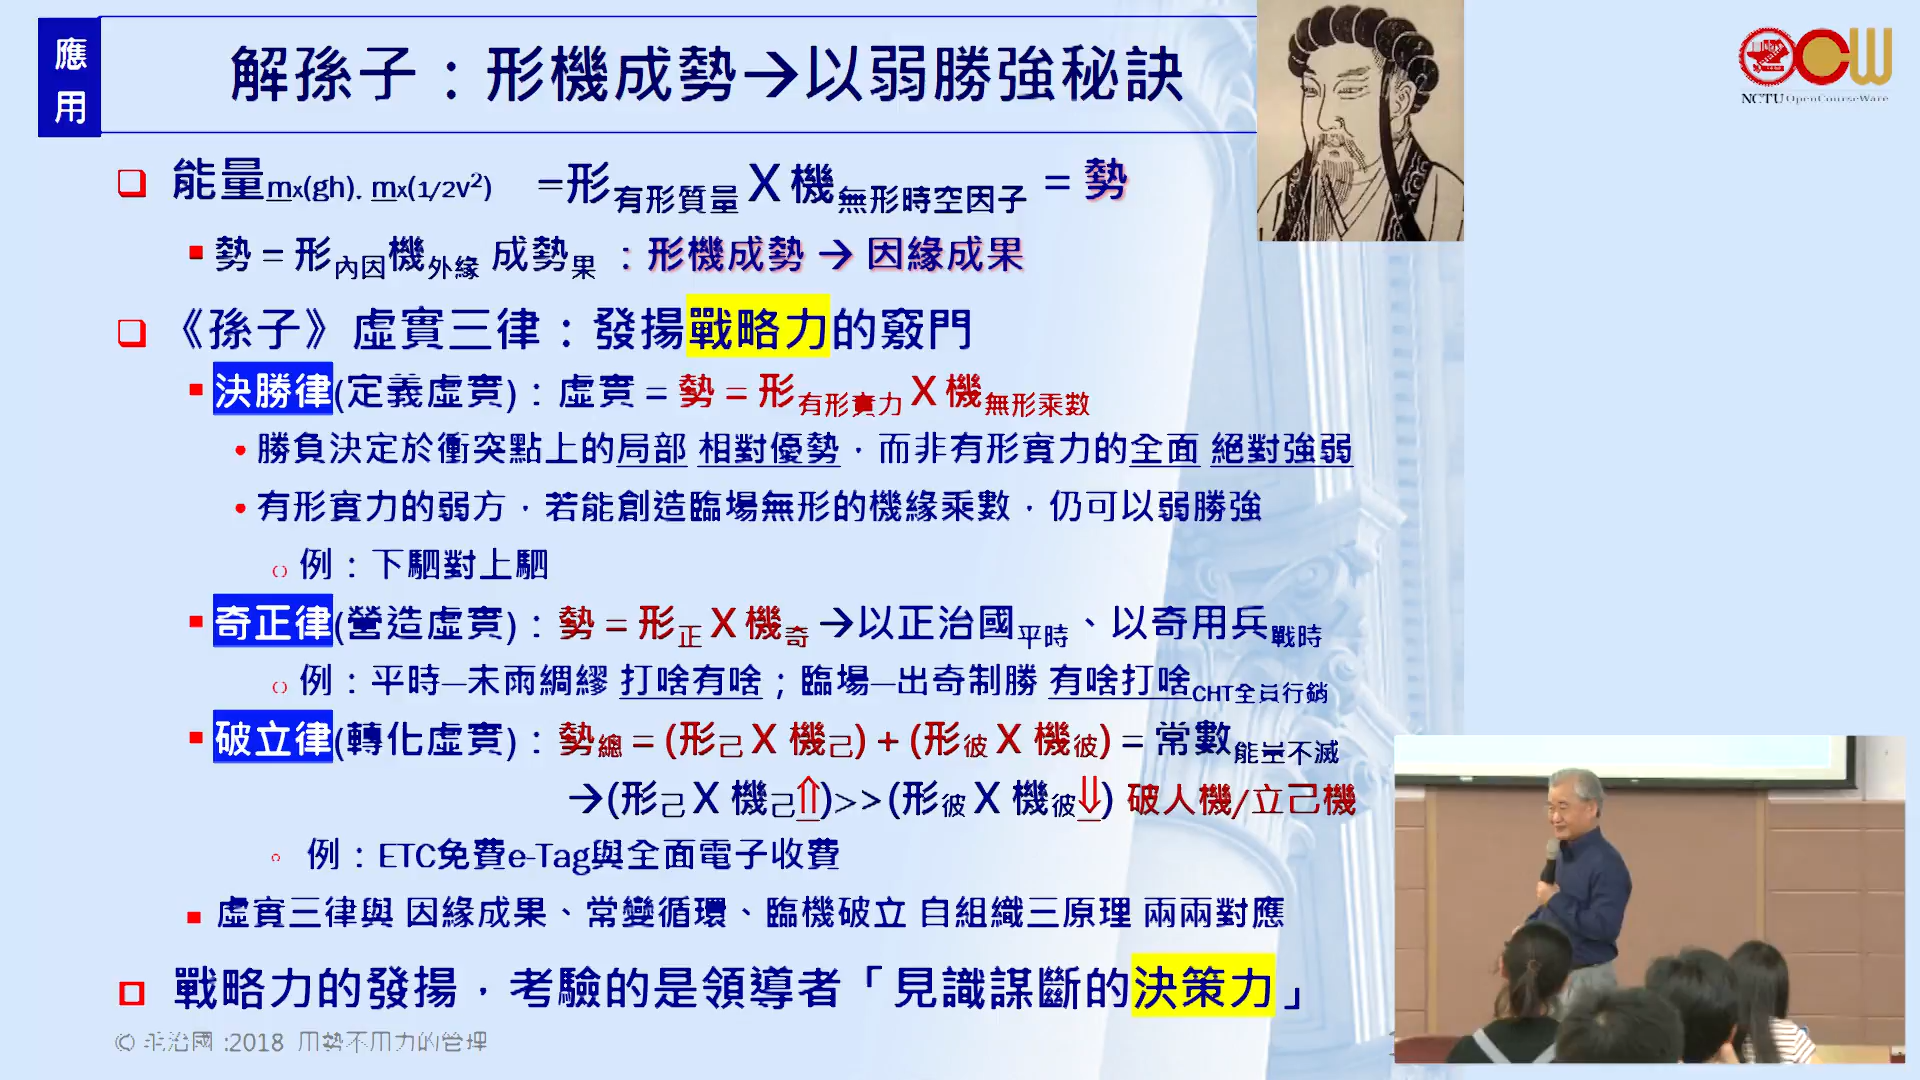 應用
解孫子：形機成勢→以弱勝強秘訣
NCTU OpenCourseWare
能量mx(gh), mx(1/2v²) =形有形質量 X 機無形時空因子 = 勢
勢 = 形內因機外緣 成勢果 ：形機成勢 → 因緣成果
《孫子》虛實三律：發揚戰略力的竅門
決勝律(定義虛實)：虛實 = 勢 = 形有形實力 X 機無形乘數
勝負決定於衝突點上的局部 相對優勢，而非有形實力的全面 絕對強弱
有形實力的弱方，若能創造臨場無形的機緣乘數，仍可以弱勝強
例：下駟對上駟
奇正律(營造虛實)：勢 = 形正 X 機奇 →以正治國平時、以奇用兵戰時
例：平時—未雨綢繆 打啥有啥；臨場—出奇制勝 有啥打啥CHT全員行銷
破立律(轉化虛實)：勢總 = (形己 X 機己) + (形彼 X 機彼) = 常數能量不滅
→(形己 X 機己⇑)>>(形彼 X 機彼⇓) 破人機/立己機
例：ETC免費e-Tag與全面電子收費
虛實三律與 因緣成果、常變循環、臨機破立 自組織三原理 兩兩對應
戰略力的發揚，考驗的是領導者「見識謀斷的決策力」
© 毛治國 :2018 用勢不用力的管理